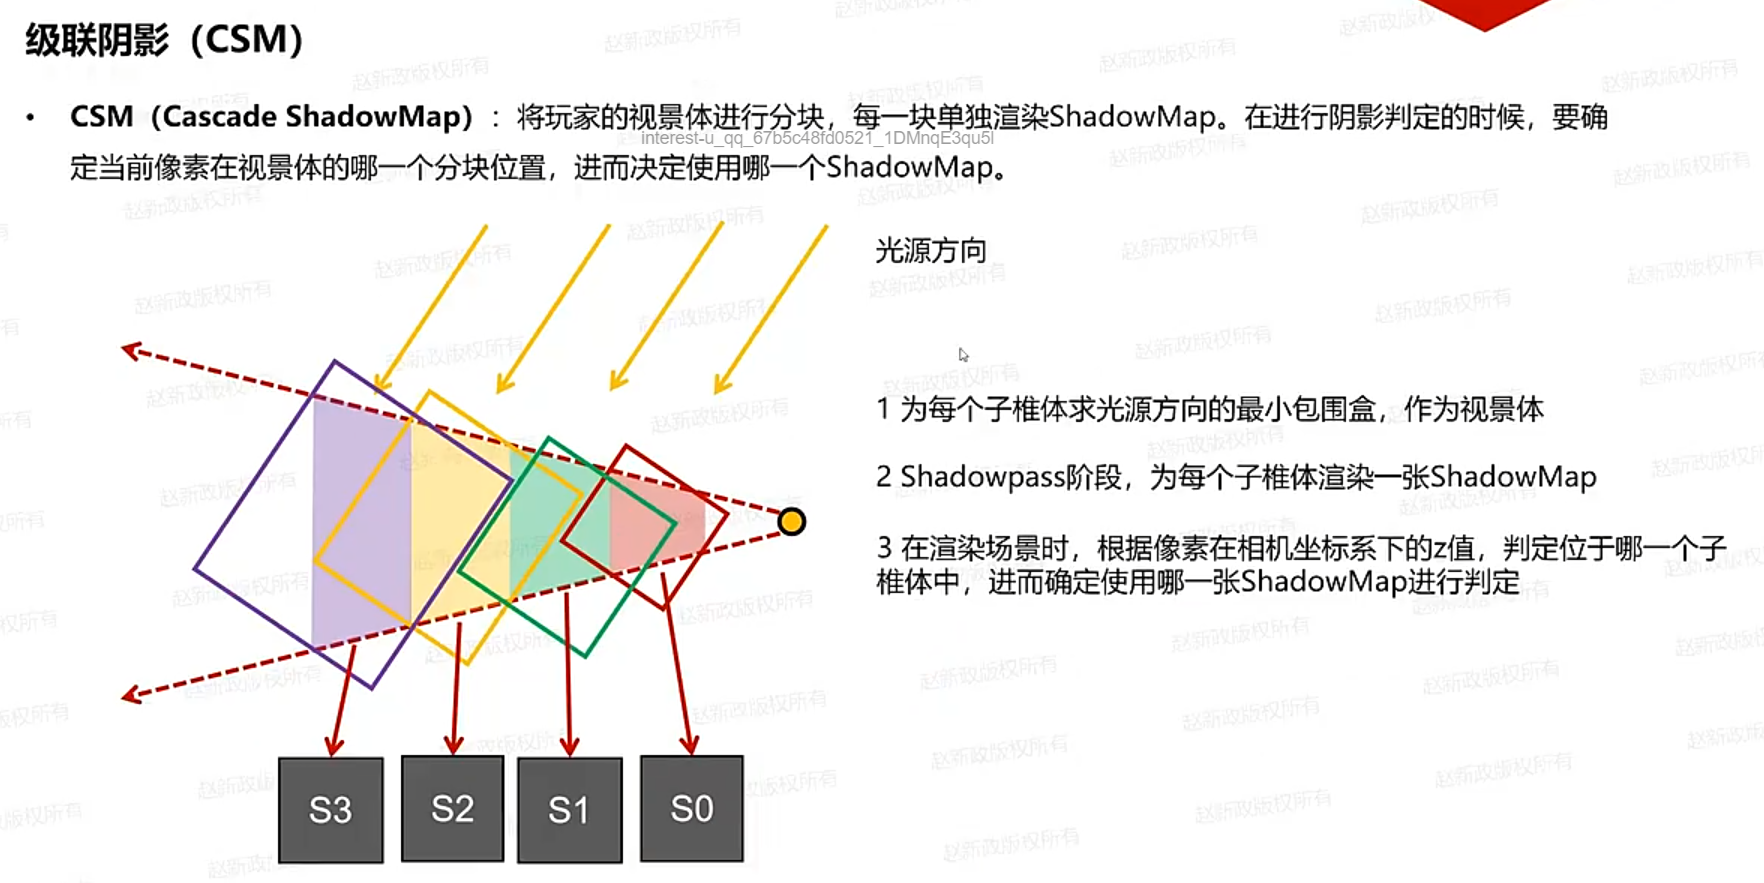 级联阴影（CSM）
• CSM（Cascade ShadowMap）：将玩家的视景体进行分块，每一块单独渲染ShadowMap。在进行阴影判定的时候，要确
interest-u_qq_67b5c48fd0521_1DMnqE3qu5l
定当前像素在视景体的哪一个分块位置，进而决定使用哪一个ShadowMap。
光源方向
1 为每个子椎体求光源方向的最小包围盒，作为视景体
2 Shadowpass阶段，为每个子椎体渲染一张ShadowMap
3 在渲染场景时，根据像素在相机坐标系下的z值，判定位于哪一个子
椎体中，进而确定使用哪一张ShadowMap进行判定
S3
S2
S1
S0
赵新政版权所有